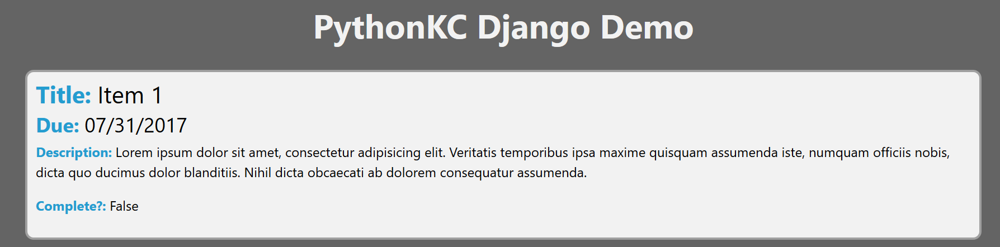 PythonKC Django Demo
Title: Item 1
Due: 07/31/2017
Description: Lorem ipsum dolor sit amet, consectetur adipisicing elit. Veritatis temporibus ipsa maxime quisquam assumenda iste, numquam officiis nobis,
dicta quo ducimus dolor blanditiis. Nihil dicta obcaecati ab dolorem consequatur assumenda.
Complete?: False